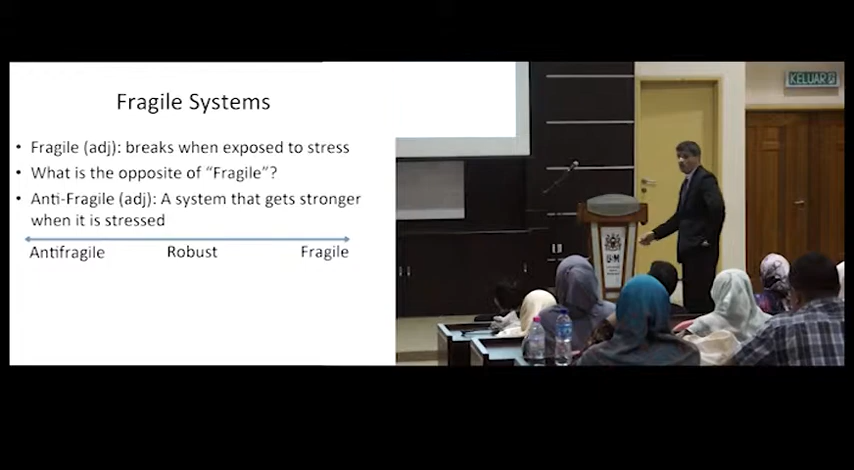 Fragile Systems
• Fragile (adj): breaks when exposed to stress
• What is the opposite of “Fragile”?
• Anti-Fragile (adj): A system that gets stronger
when it is stressed
Antifragile Robust Fragile
KELUAR
USM